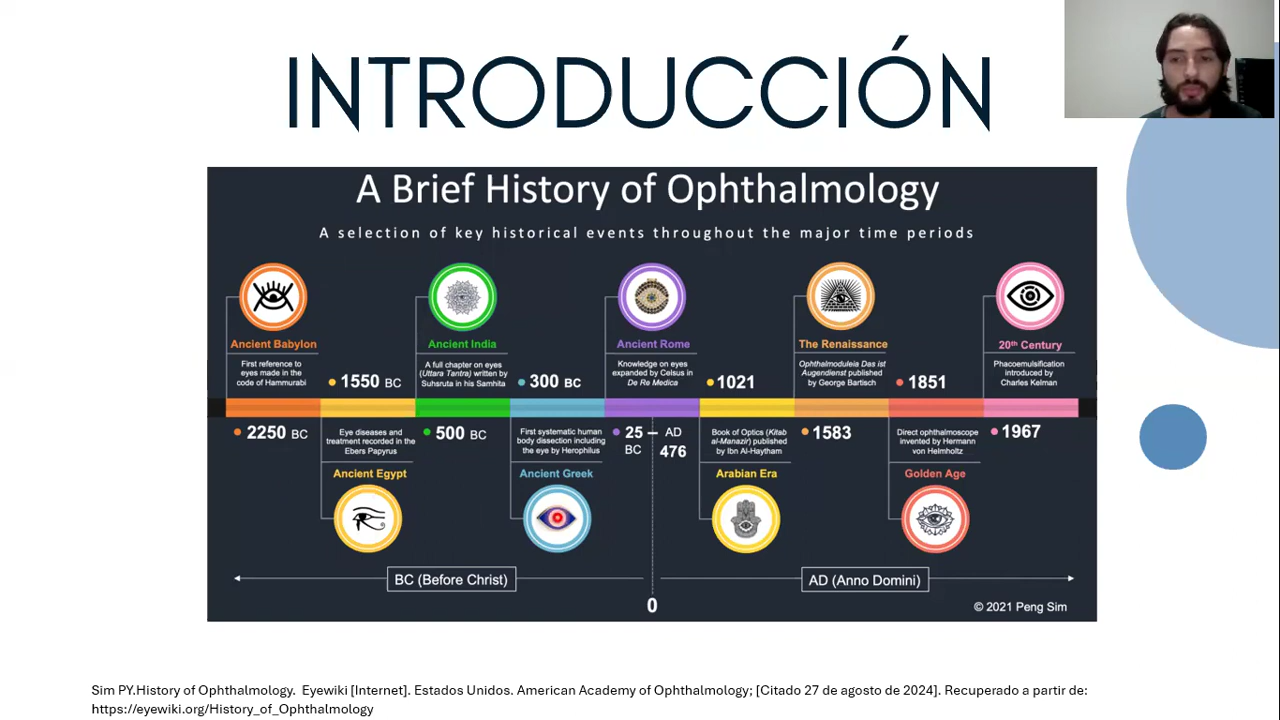 INTRODUCCIÓN
A Brief History of Ophthalmology
A selection of key historical events throughout the major time periods
Ancient Babylon
First reference to
eyes made in the
code of Hammurabi
1550 BC
Ancient India
A full chapter on eyes
(Uttara Tantra) written by
Suhsruta in his Samhita
300 BC
Ancient Rome
Knowledge on eyes
expanded by Celsus in
De Re Medica
1021
The Renaissance
Ophthalmoduleia Das ist
Augendienst published
by George Bartisch
1851
20th Century
Phacoemulsification
introduced by
Charles Kelman
2250 BC
Eye diseases and
treatment recorded in the
Ebers Papyrus
Ancient Egypt
500 BC
First systematic human
body dissection including
the eye by Herophilus
Ancient Greek
25 – AD
BC 476
Book of Optics (Kitab
al-Manazir) published
by Ibn Al-Haytham
Arabian Era
1583
Direct ophthalmoscope
invented by Hermann
von Helmholtz
Golden Age
1967
BC (Before Christ)
AD (Anno Domini)
0
© 2021 Peng Sim
Sim PY.History of Ophthalmology. Eyewiki [Internet]. Estados Unidos. American Academy of Ophthalmology; [Citado 27 de agosto de 2024]. Recuperado a partir de:
https://eyewiki.org/History_of_Ophthalmology